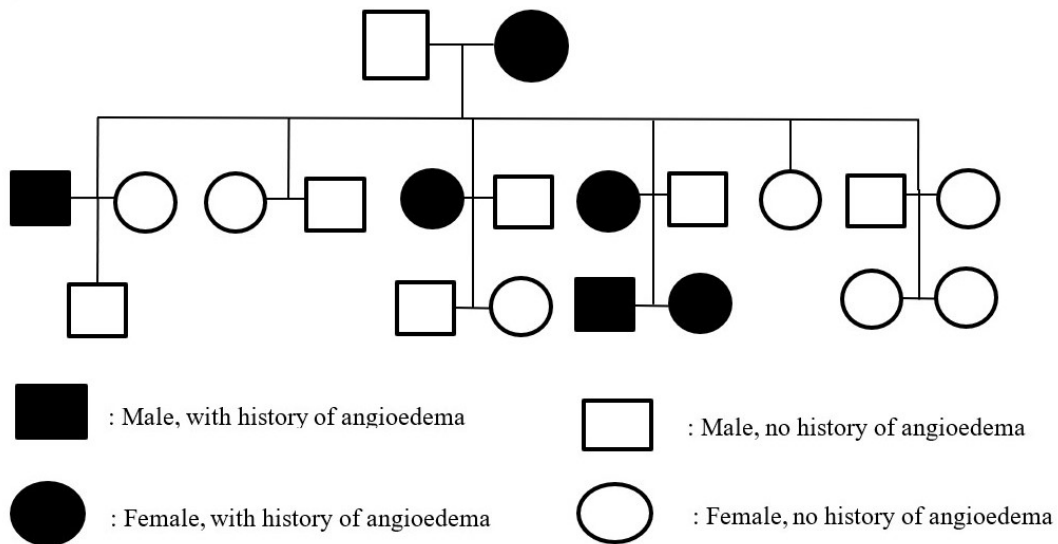 : Male, with history of angioedema
: Male, no history of angioedema
: Female, with history of angioedema
: Female, no history of angioedema